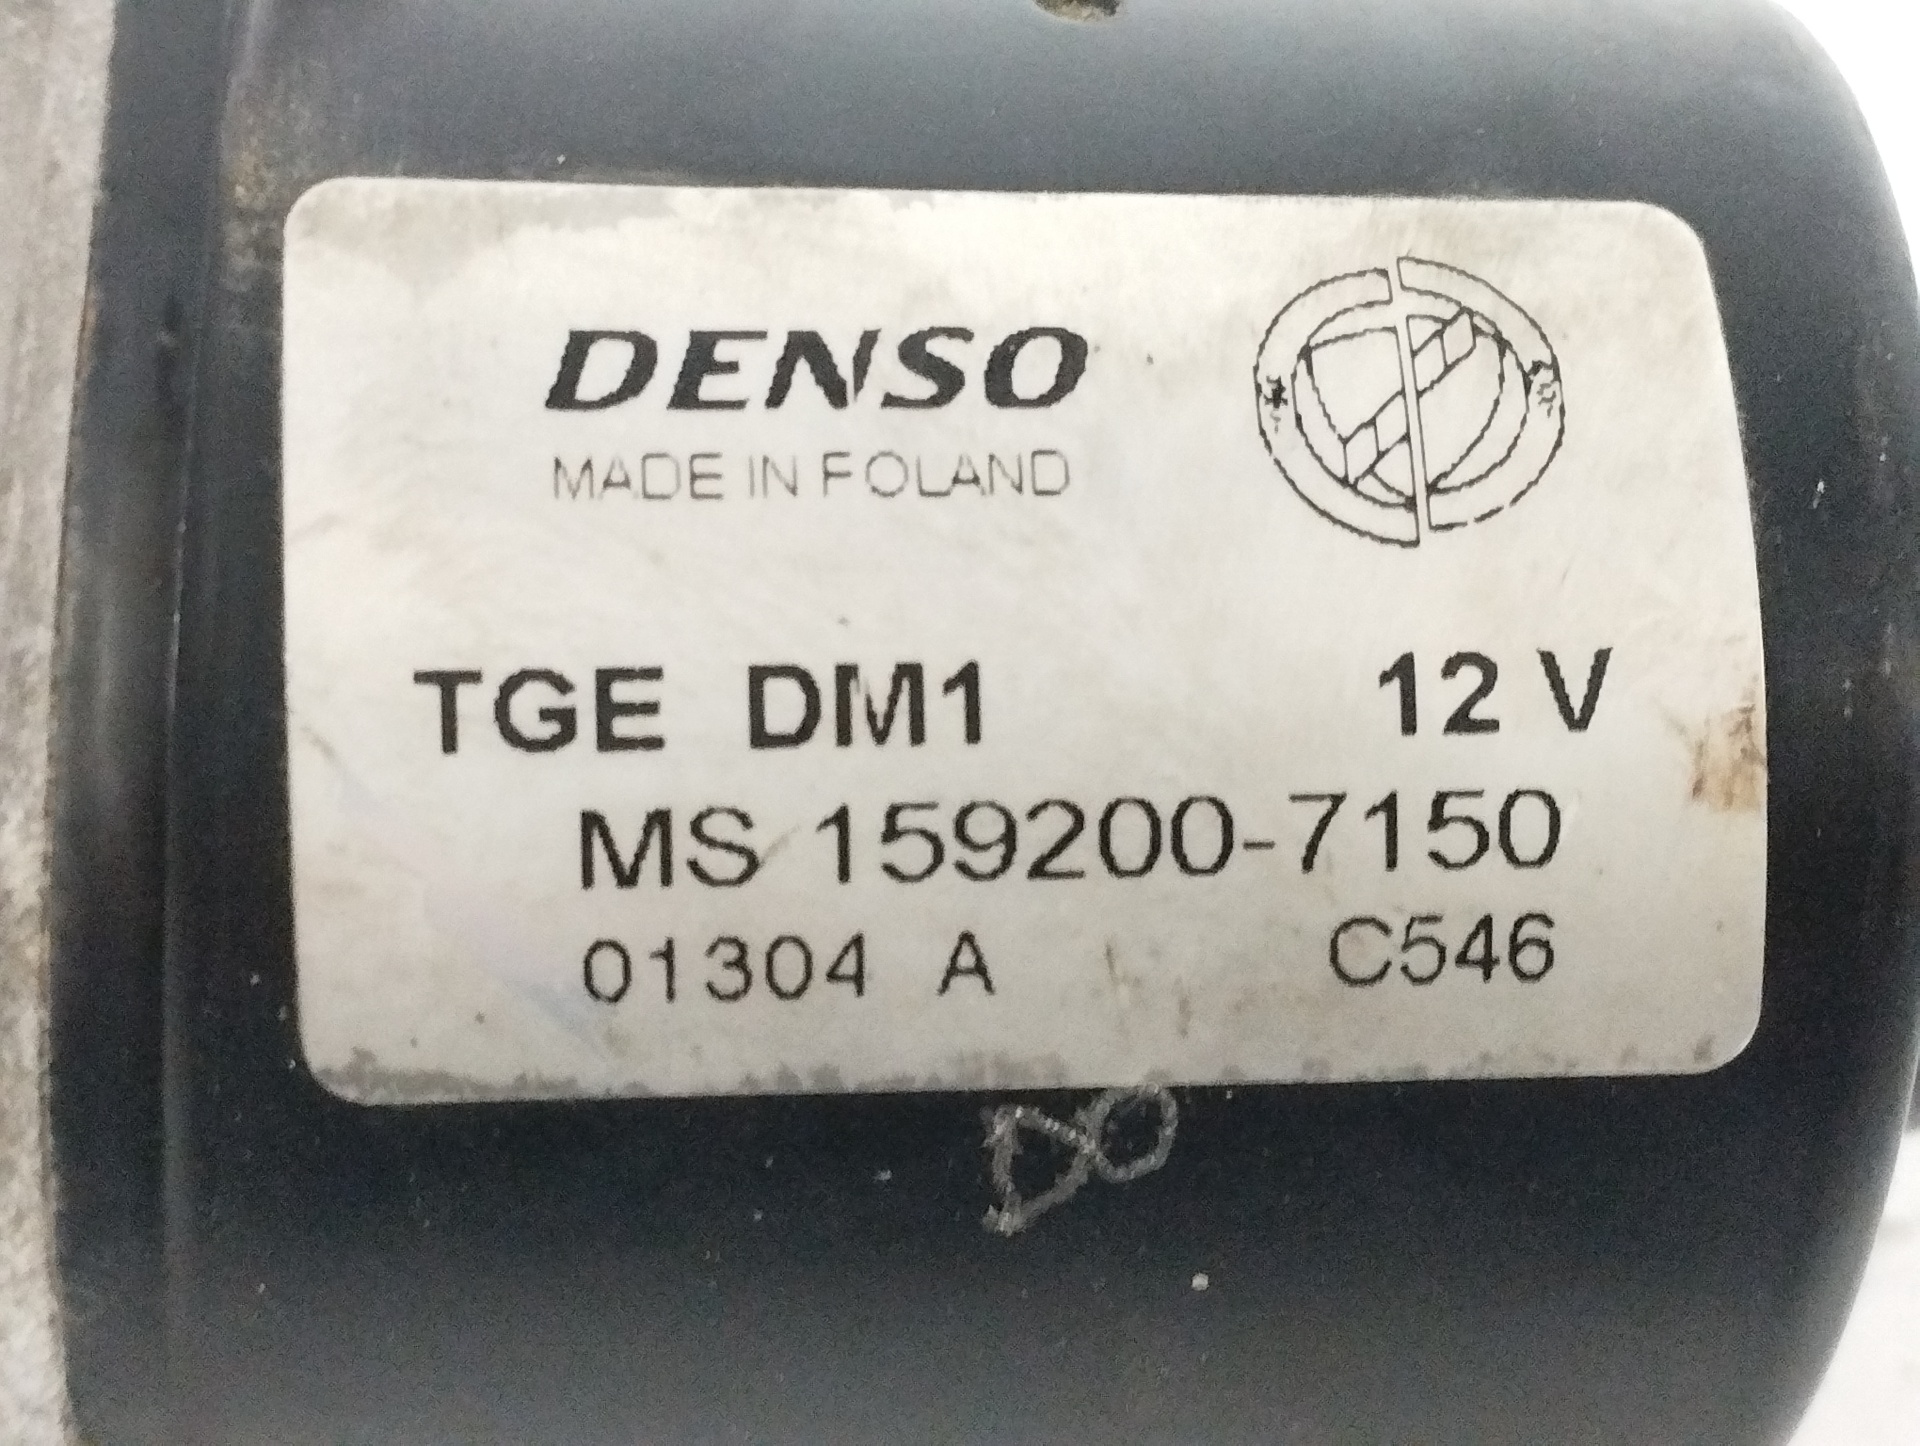 DENSO
MADE IN POLAND
TGE DM1 12 V
MS 159200-7150
01304 A C546